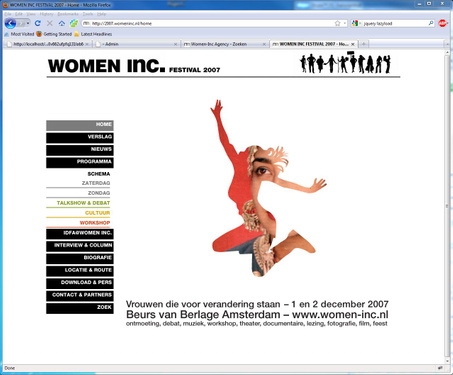 WOMEN INC FESTIVAL 2007 - Home - Mozilla Firefox
File Edit View History Bookmarks Tools Help
http://2007.womeninc.nl/home
jquery lazyload
Most Visited Getting Started Latest Headlines
Admin
Women-Inc-Agency - Zoeken
WOMEN INC FESTIVAL 2007 - Ho...
WOMEN INC. FESTIVAL 2007
HOME
VERSLAG
NIEUWS
PROGRAMMA
SCHEMA
ZATERDAG
ZONDAG
TALKSHOW & DEBAT
CULTUUR
WORKSHOP
IDFA@WOMEN INC.
INTERVIEW & COLUMN
BIOGRAFIE
LOCATIE & ROUTE
DOWNLOAD & PERS
CONTACT & PARTNERS
ZOEK
Vrouwen die voor verandering staan – 1 en 2 december 2007
Beurs van Berlage Amsterdam – www.women-inc.nl
ontmoeting, debat, muziek, workshop, theater, documentaire, lezing, fotografie, film, feest
Done